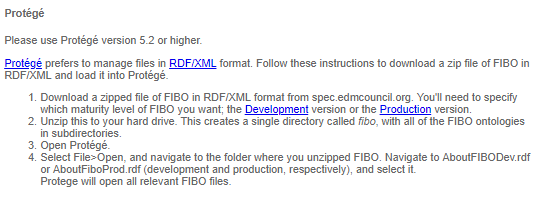 Protégé
Please use Protégé version 5.2 or higher.
Protégé prefers to manage files in RDF/XML format. Follow these instructions to download a zip file of FIBO in
RDF/XML and load it into Protégé.
1. Download a zipped file of FIBO in RDF/XML format from spec.edmcouncil.org. You'll need to specify
which maturity level of FIBO you want; the Development version or the Production version.
2. Unzip this to your hard drive. This creates a single directory called fibo, with all of the FIBO ontologies
in subdirectories.
3. Open Protégé.
4. Select File>Open, and navigate to the folder where you unzipped FIBO. Navigate to AboutFIBODev.rdf
or AboutFiboProd.rdf (development and production, respectively), and select it.
Protege will open all relevant FIBO files.